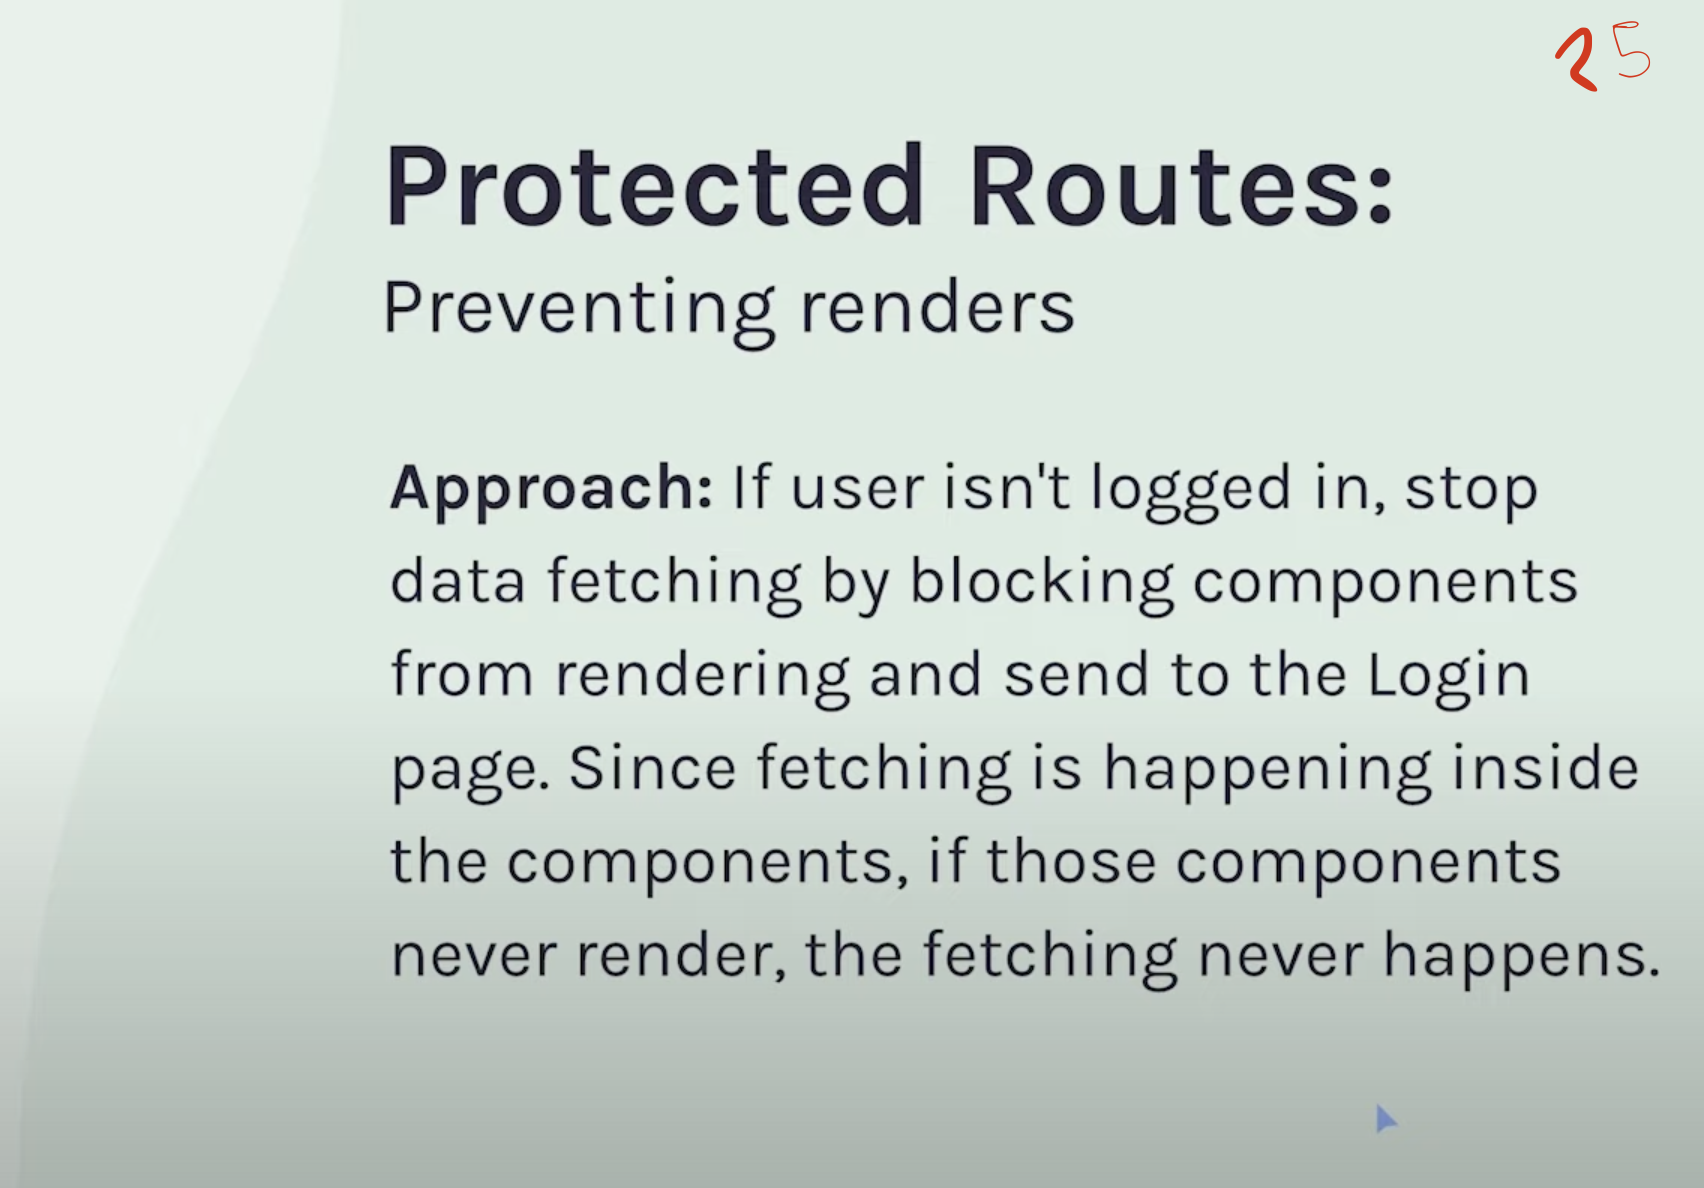 25
Protected Routes:
Preventing renders
Approach: If user isn't logged in, stop
data fetching by blocking components
from rendering and send to the Login
page. Since fetching is happening inside
the components, if those components
never render, the fetching never happens.